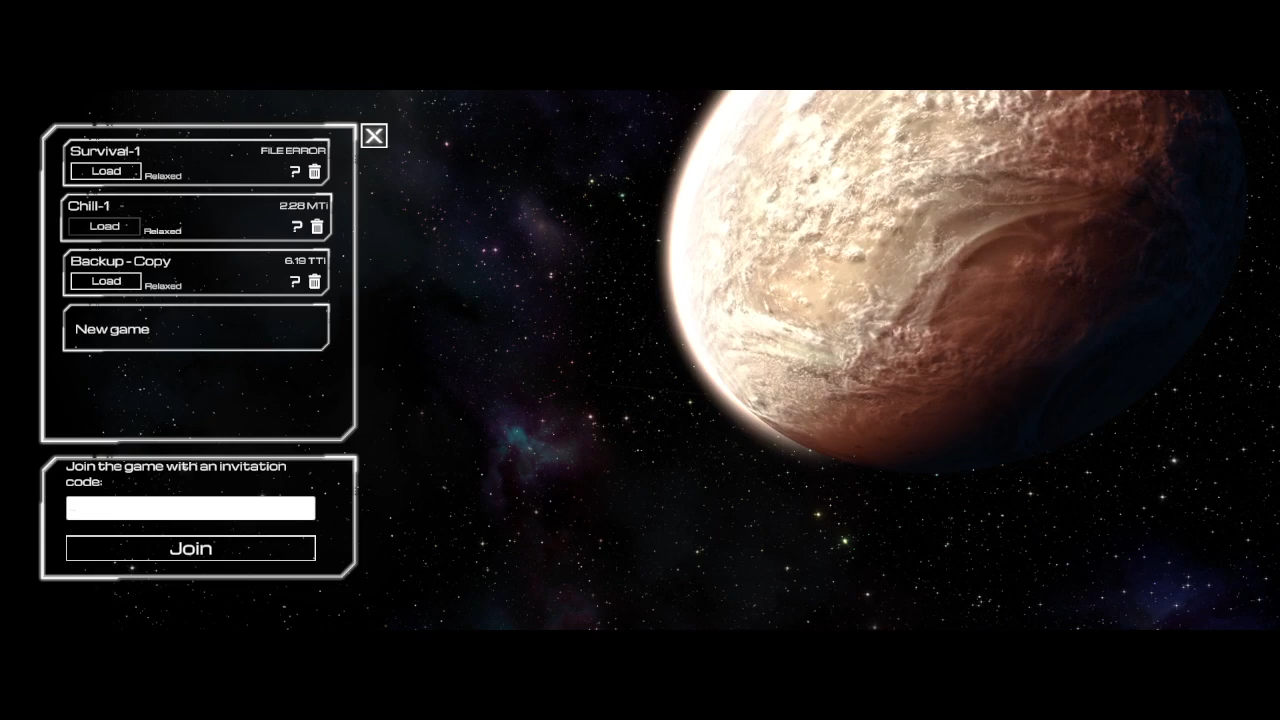 Survival-1
FILE ERROR
Load
Relaxed
?
Chill-1
2.28 MTi
Load
Relaxed
?
Backup - Copy
6.19 TTi
Load
Relaxed
?
New game
Join the game with an invitation
code:
Join